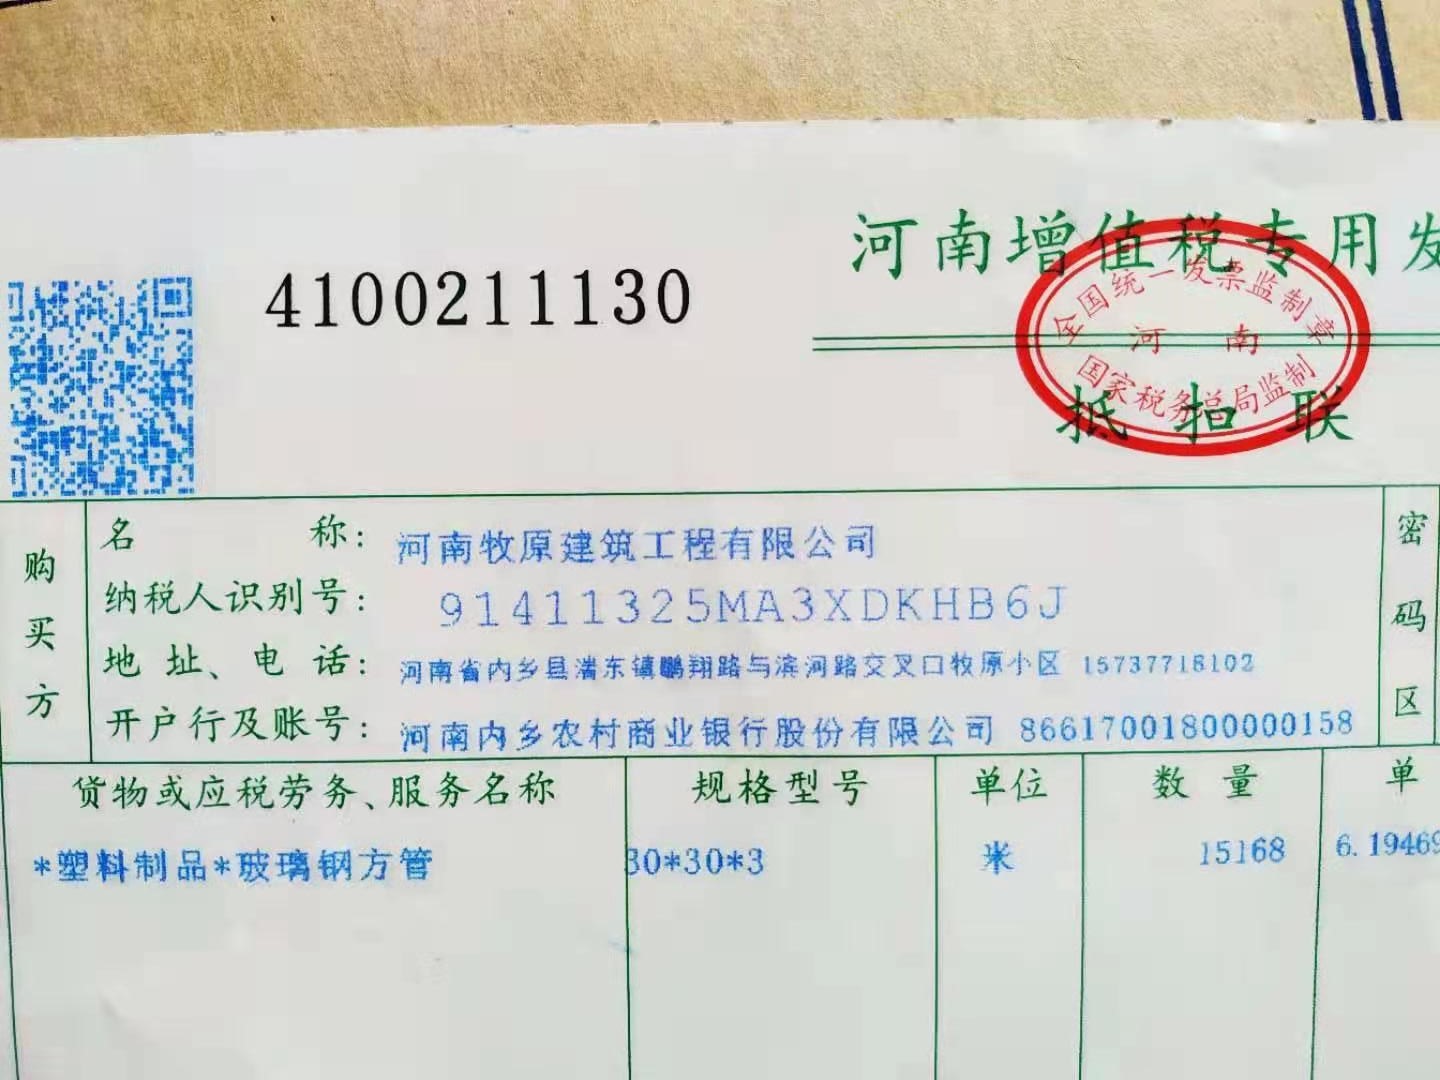 河南增值税专用发
4100211130
全国统一发票监制章
河南
国家税务总局监制
抵扣联
购买方
名称：河南牧原建筑工程有限公司
纳税人识别号：91411325MA3XDKHB6J
地址、电话：河南省内乡县湍东镇鹏翔路与滨河路交叉口牧原小区 15737718102
开户行及账号：河南内乡农村商业银行股份有限公司 86617001800000158
密码区
货物或应税劳务、服务名称 规格型号 单位 数量 单
*塑料制品*玻璃钢方管 30*30*3 米 15168 6.19469